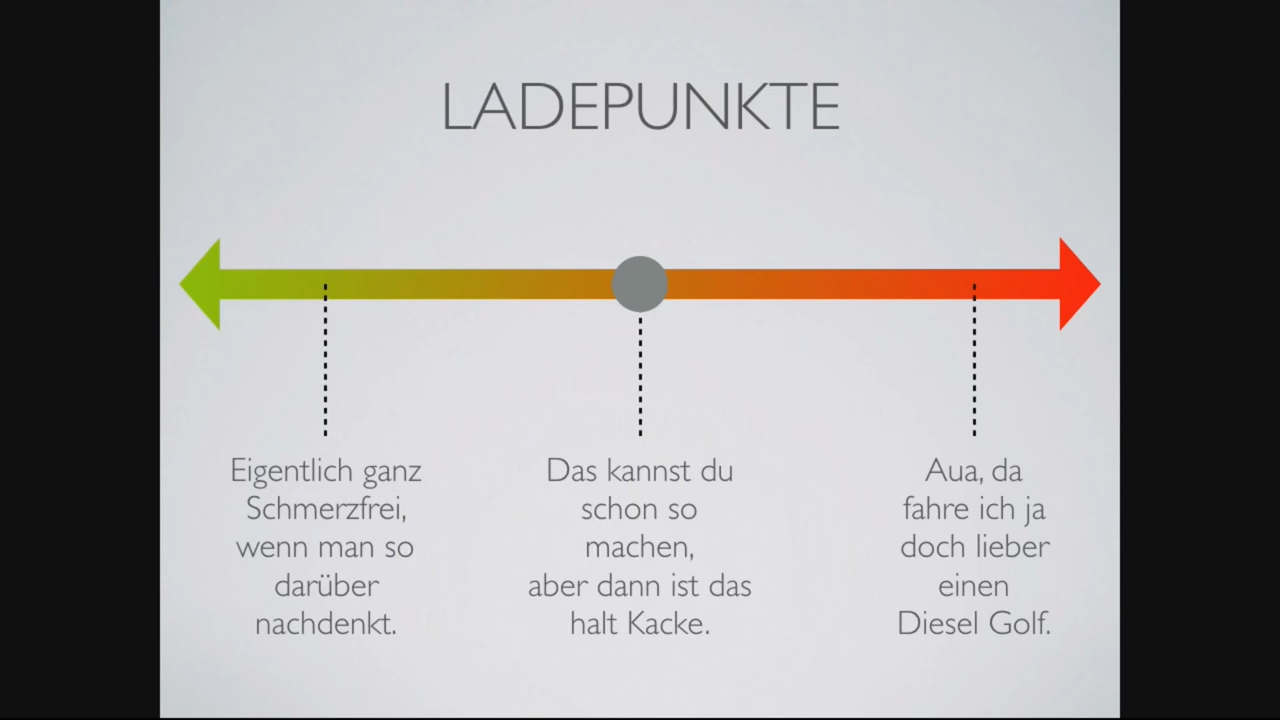 LADEPUNKTE
Eigentlich ganz
Schmerzfrei,
wenn man so
darüber
nachdenkt.
Das kannst du
schon so
machen,
aber dann ist das
halt Kacke.
Aua, da
fahre ich ja
doch lieber
einen
Diesel Golf.